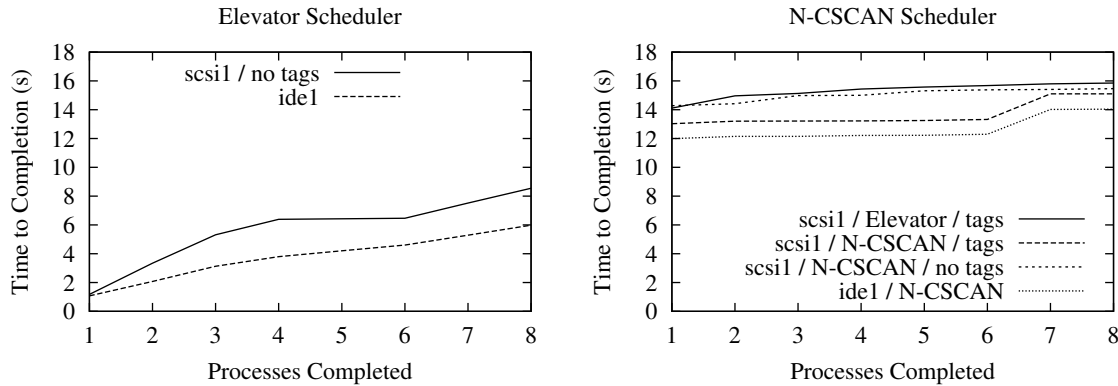 Elevator Scheduler
18
16
14
12
10
8
6
4
2
0
Time to Completion (s)
scsi1 / no tags
ide1
1 2 3 4 5 6 7 8
Processes Completed
N-CSCAN Scheduler
18
16
14
12
10
8
6
4
2
0
Time to Completion (s)
scsi1 / Elevator / tags
scsi1 / N-CSCAN / tags
scsi1 / N-CSCAN / no tags
ide1 / N-CSCAN
1 2 3 4 5 6 7 8
Processes Completed